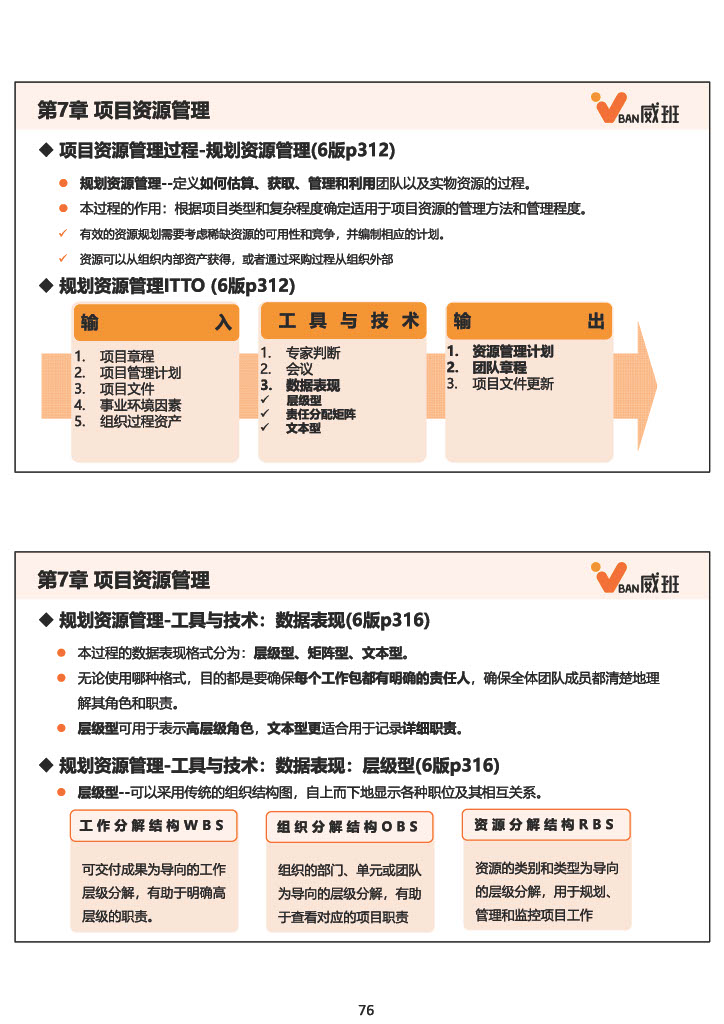 第7章 项目资源管理
VBAN威班
◆ 项目资源管理过程-规划资源管理(6版p312)
● 规划资源管理--定义如何估算、获取、管理和利用团队以及实物资源的过程。
● 本过程的作用：根据项目类型和复杂程度确定适用于项目资源的管理方法和管理程度。
✓ 有效的资源规划需要考虑稀缺资源的可用性和竞争，并编制相应的计划。
✓ 资源可以从组织内部资产获得，或者通过采购过程从组织外部
◆ 规划资源管理ITTO (6版p312)
输 入
1. 项目章程
2. 项目管理计划
3. 项目文件
4. 事业环境因素
5. 组织过程资产
工 具 与 技 术
1. 专家判断
2. 会议
3. 数据表现
✓ 层级型
✓ 责任分配矩阵
✓ 文本型
输 出
1. 资源管理计划
2. 团队章程
3. 项目文件更新
第7章 项目资源管理
VBAN威班
◆ 规划资源管理-工具与技术：数据表现(6版p316)
● 本过程的数据表现格式分为：层级型、矩阵型、文本型。
● 无论使用哪种格式，目的都是要确保每个工作包都有明确的责任人，确保全体团队成员都清楚地理
解其角色和职责。
● 层级型可用于表示高层级角色，文本型更适合用于记录详细职责。
◆ 规划资源管理-工具与技术：数据表现：层级型(6版p316)
● 层级型--可以采用传统的组织结构图，自上而下地显示各种职位及其相互关系。
工作分解结构WBS
可交付成果为导向的工作
层级分解，有助于明确高
层级的职责。
组织分解结构OBS
组织的部门、单元或团队
为导向的层级分解，有助
于查看对应的项目职责
资源分解结构RBS
资源的类别和类型为导向
的层级分解，用于规划、
管理和监控项目工作
76